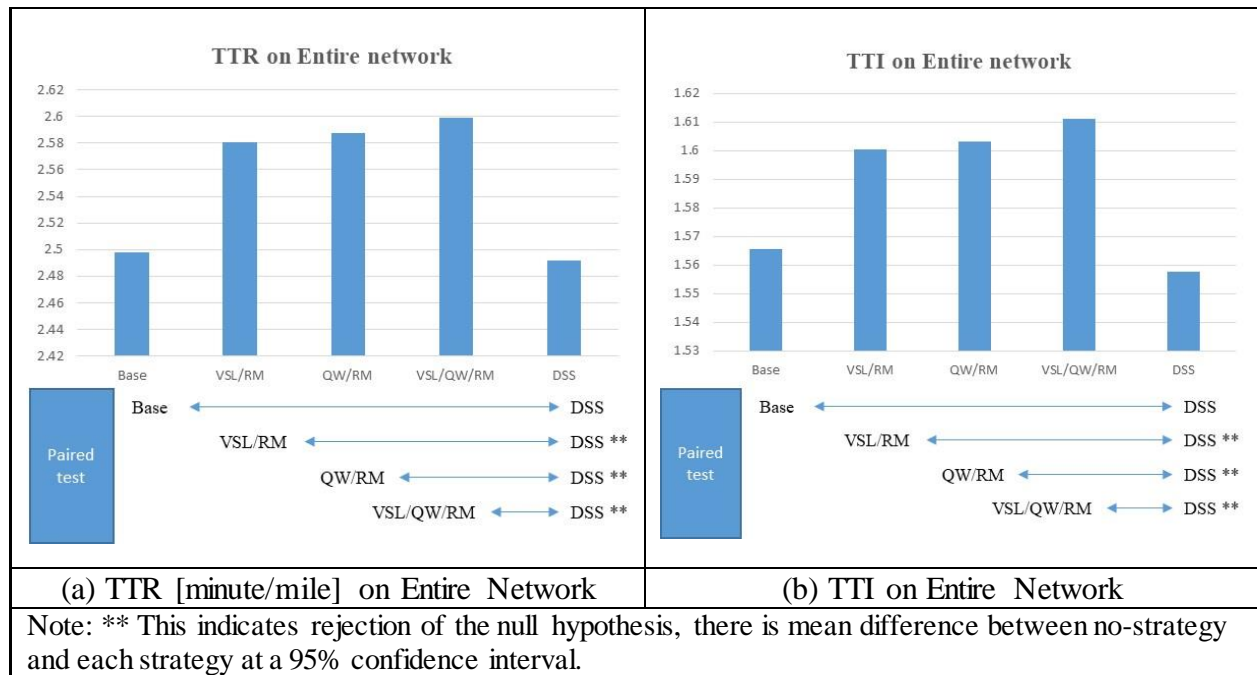 TTR on Entire network
2.62
2.6
2.58
2.56
2.54
2.52
2.5
2.48
2.46
2.44
2.42
Base VSL/RM QW/RM VSL/QW/RM DSS
Paired
test
Base DSS
VSL/RM DSS **
QW/RM DSS **
VSL/QW/RM DSS **
(a) TTR [minute/mile] on Entire Network
TTI on Entire network
1.62
1.61
1.6
1.59
1.58
1.57
1.56
1.55
1.54
1.53
Base VSL/RM QW/RM VSL/QW/RM DSS
Paired
test
Base DSS
VSL/RM DSS **
QW/RM DSS **
VSL/QW/RM DSS **
(b) TTI on Entire Network
Note: ** This indicates rejection of the null hypothesis, there is mean difference between no-strategy
and each strategy at a 95% confidence interval.